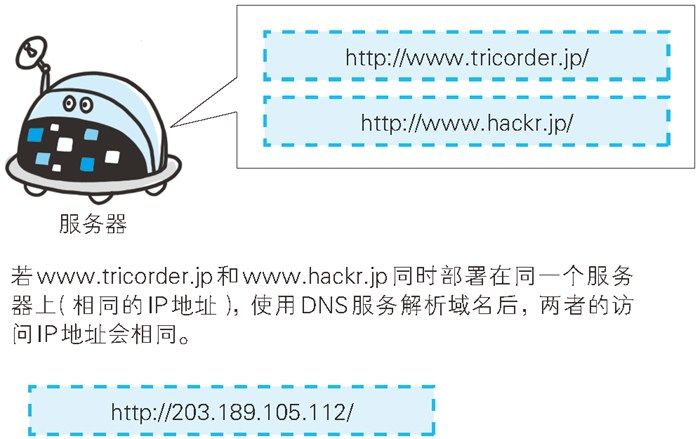 http://www.tricorder.jp/
http://www.hackr.jp/
服务器
若www.tricorder.jp和www.hackr.jp同时部署在同一个服务
器上(相同的IP地址),使用DNS服务解析域名后,两者的访
问IP地址会相同。
http://203.189.105.112/